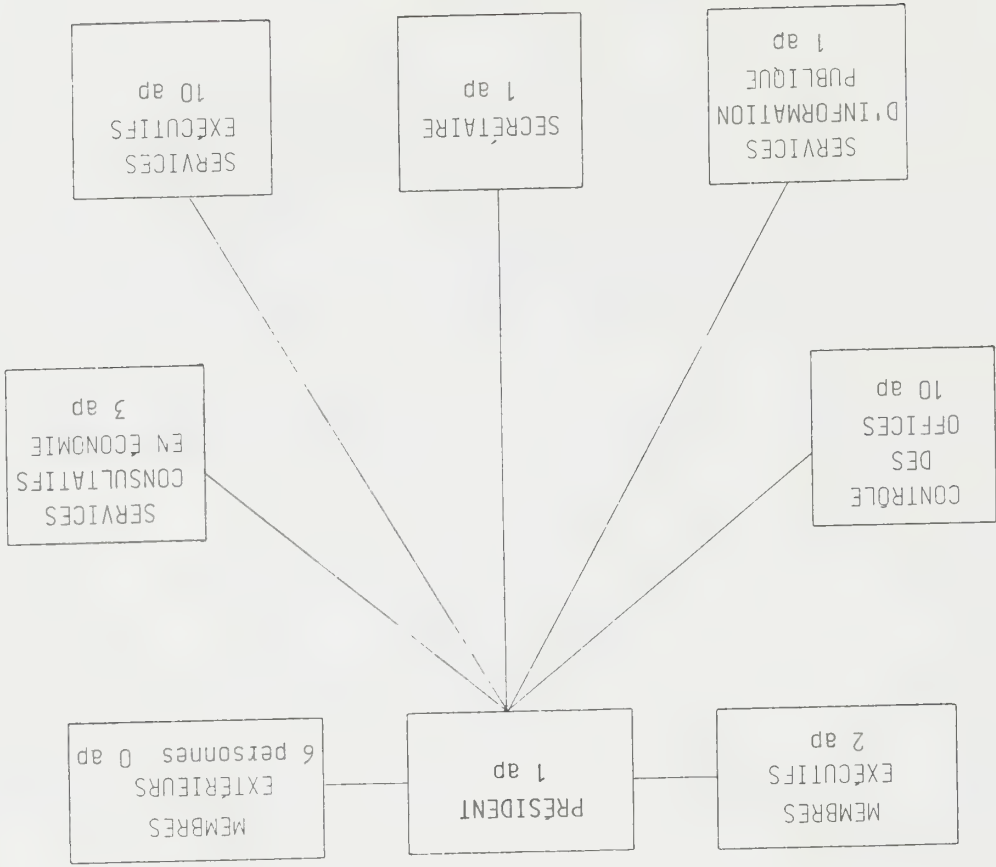 MEMBRES
EXÉCUTIFS
2 ap
PRÉSIDENT
1 ap
MEMBRES
EXTÉRIEURS
6 personnes 0 ap
CONTRÔLE
DES
OFFICES
10 ap
SERVICES
CONSULTATIFS
EN ÉCONOMIE
3 ap
SERVICES
D'INFORMATION
PUBLIQUE
1 ap
SECRÉTAIRE
1 ap
SERVICES
EXÉCUTIFS
10 ap